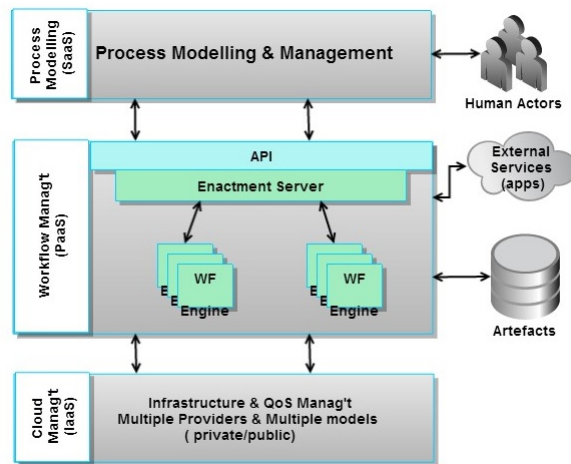 Process
Modelling
(SaaS)
Process Modelling & Management
Human Actors
Workflow Manag't
(PaaS)
API
Enactment Server
WF
E
E
Engine
WF
E
E
Engine
External
Services
(apps)
Artefacts
Cloud
Manag't
(IaaS)
Infrastructure & QoS Manag't
Multiple Providers & Multiple models
( private/public)